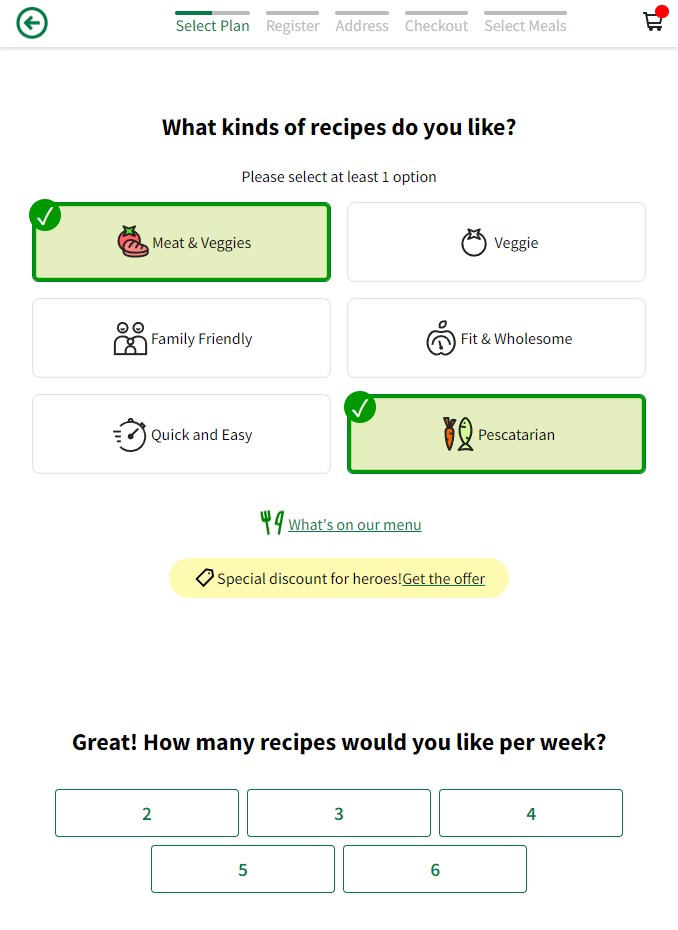 Select Plan Register Address Checkout Select Meals
What kinds of recipes do you like?
Please select at least 1 option
Meat & Veggies
Veggie
Family Friendly
Fit & Wholesome
Quick and Easy
Pescatarian
What's on our menu
Special discount for heroes!Get the offer
Great! How many recipes would you like per week?
2
3
4
5
6